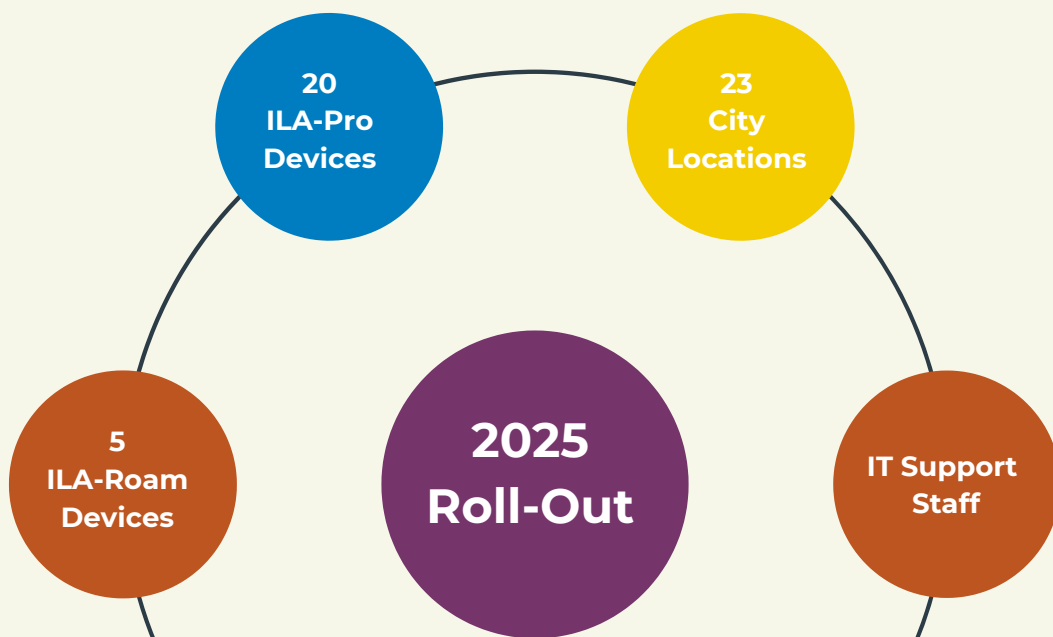 20
ILA-Pro
Devices
23
City
Locations
5
ILA-Roam
Devices
2025
Roll-Out
IT Support
Staff